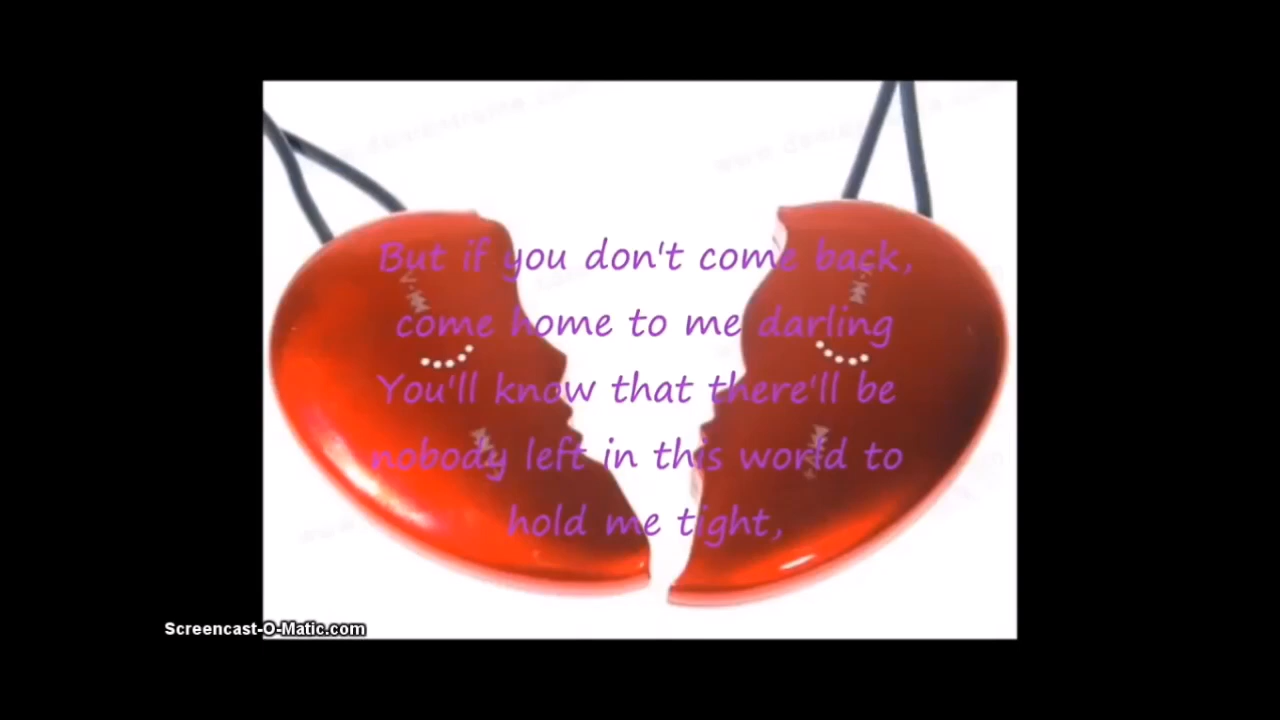 But if you don't come back,
come home to me darling
You'll know that there'll be
nobody left in this world to
hold me tight,
Screencast-O-Matic.com